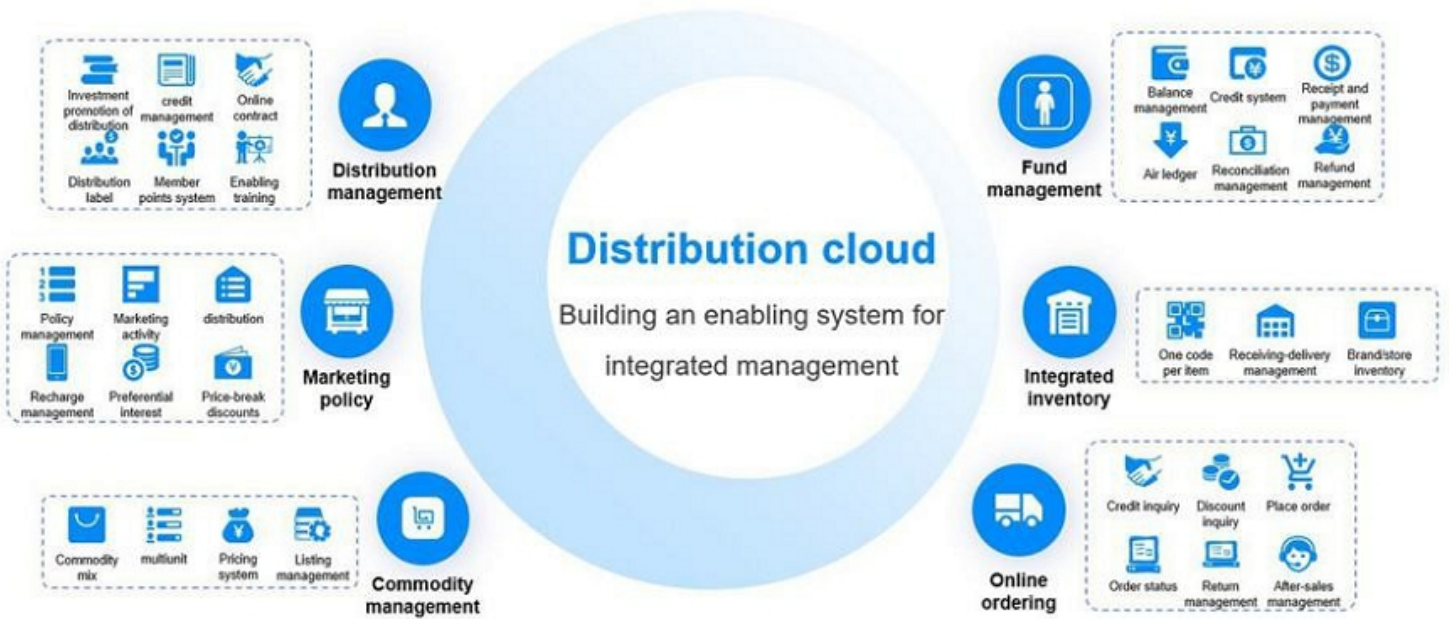 Investment
promotion of
distribution
credit
management
Online
contract
Distribution
label
Member
points system
Enabling
training
Distribution
management
Policy
management
Marketing
activity
distribution
Recharge
management
Preferential
interest
Price-break
discounts
Marketing
policy
Commodity
mix
multiunit
Pricing
system
Listing
management
Commodity
management
Distribution cloud
Building an enabling system for
integrated management
Fund
management
Balance
management
Credit system
Receipt and
payment
management
Air ledger
Reconciliation
management
Refund
management
Integrated
inventory
One code
per item
Receiving-delivery
management
Brand/store
inventory
Online
ordering
Credit inquiry
Discount
inquiry
Place order
Order status
Return
management
After-sales
management